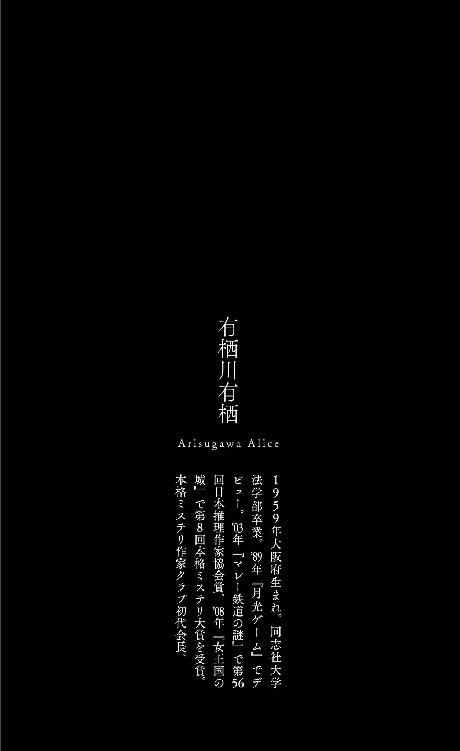 有栖川有栖
Arisugawa Alice
1959年大阪府生まれ。同志社大学
法学部卒業。'89年『月光ゲーム』でデ
ビュー。'03年『マレー鉄道の謎』で第56
回日本推理作家協会賞、'08年『女王国の
城』で第8回本格ミステリ大賞を受賞。
本格ミステリ作家クラブ初代会長。